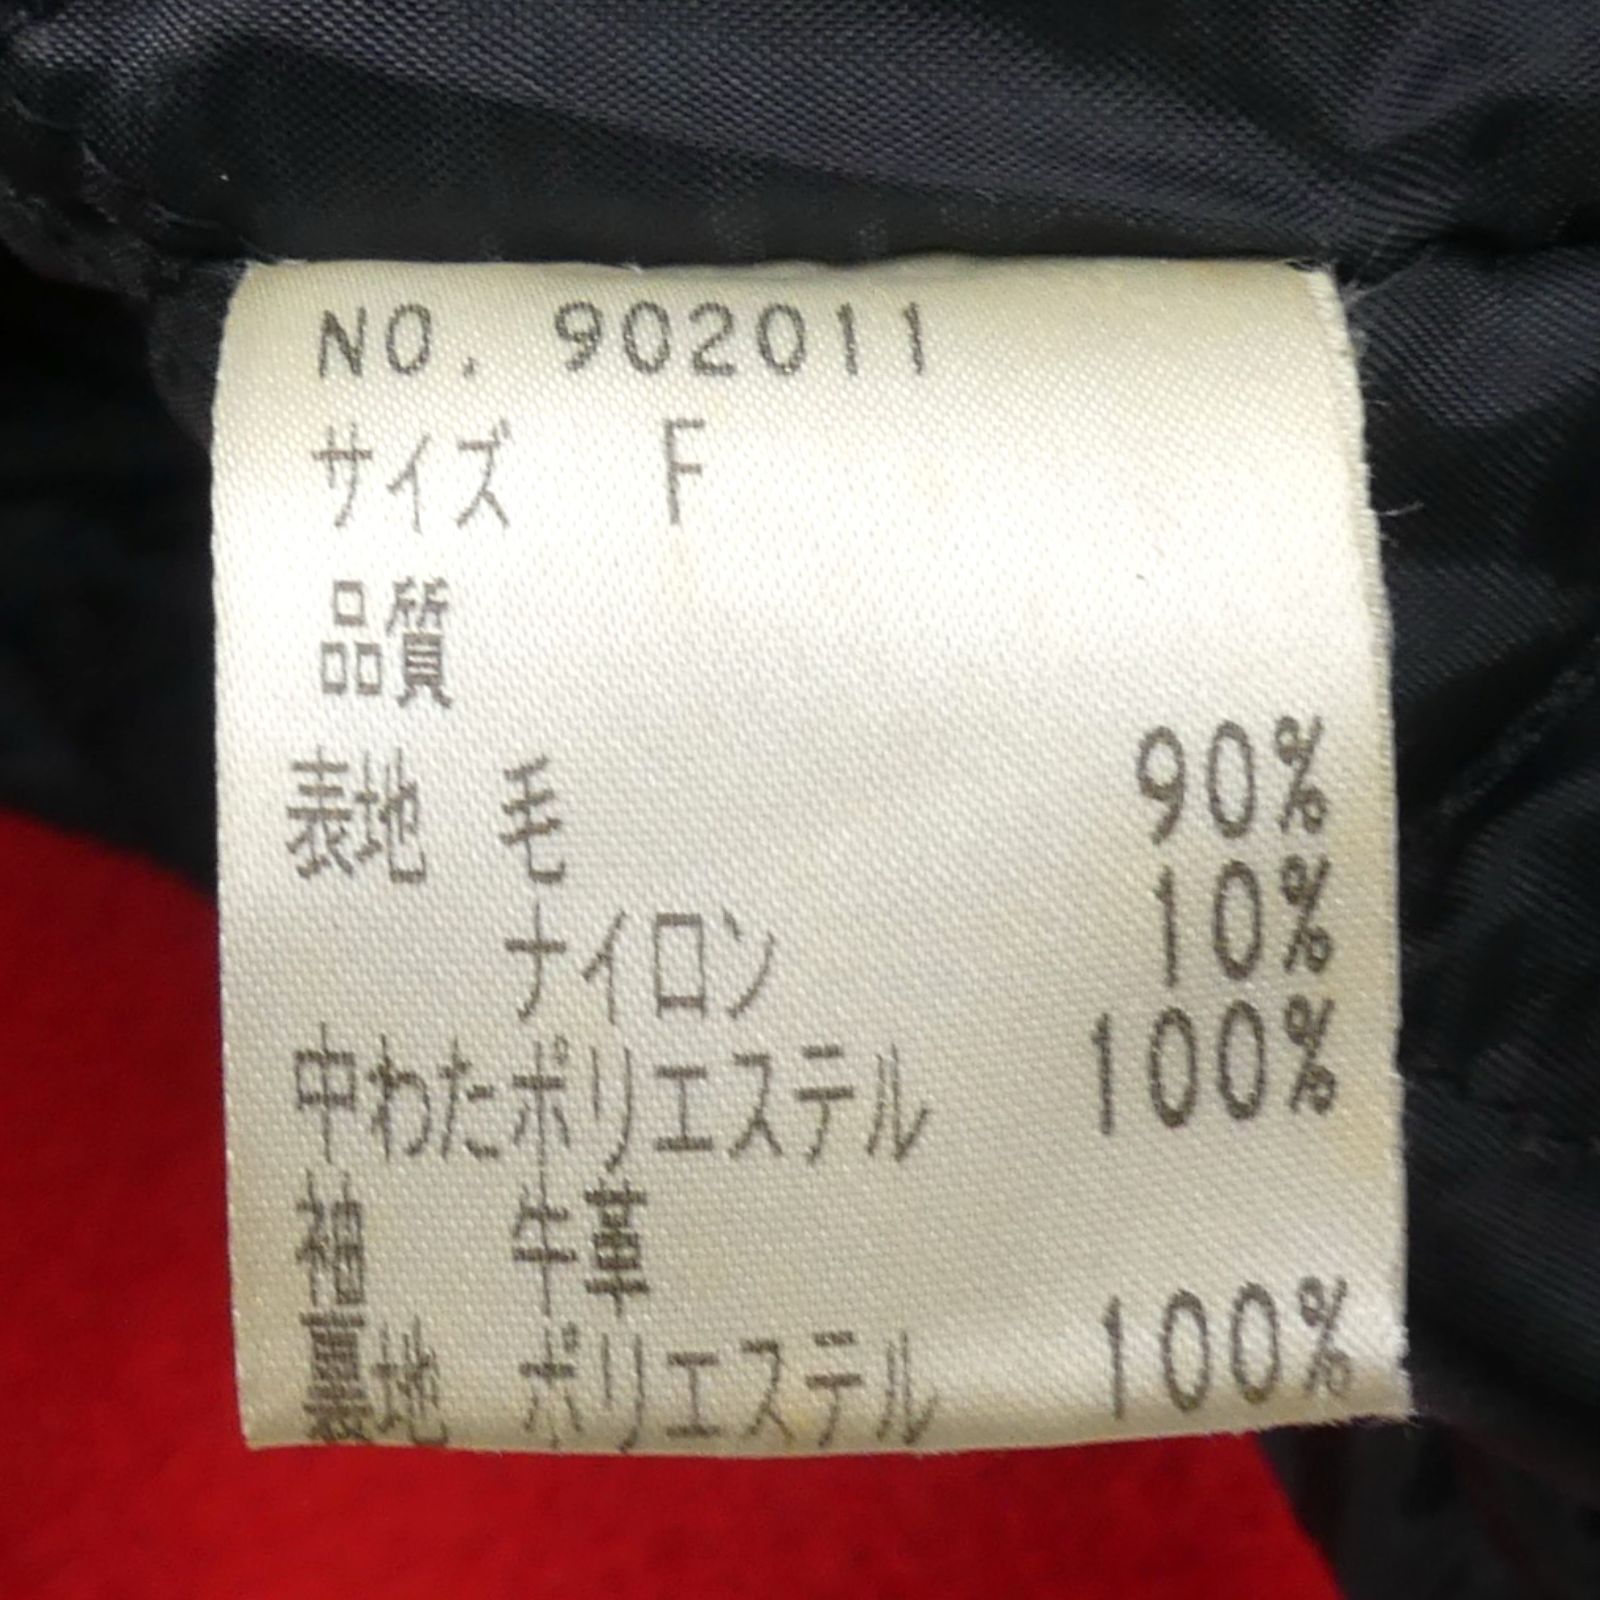 NO. 902011
サイズ F
品質
表地 毛 90%
ナイロン 10%
中わたポリエステル 100%
袖 牛革
裏地 ポリエステル 100%